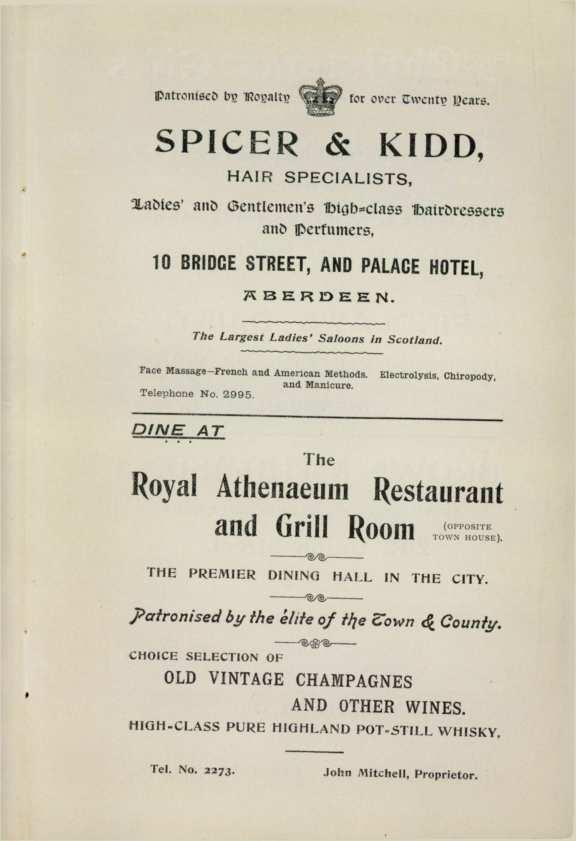 Patronised by Royalty for over Twenty Years.
SPICER & KIDD,
HAIR SPECIALISTS,
Ladies' and Gentlemen's High=class Hairdressers
and Perfumers,
10 BRIDGE STREET, AND PALACE HOTEL,
ABERDEEN.
The Largest Ladies' Saloons in Scotland.
Face Massage—French and American Methods. Electrolysis, Chiropody,
and Manicure.
Telephone No. 2995.
DINE AT
The
Royal Athenaeum Restaurant
and Grill Room (OPPOSITE
TOWN HOUSE).
THE PREMIER DINING HALL IN THE CITY.
Patronised by the élite of the Town & County.
CHOICE SELECTION OF
OLD VINTAGE CHAMPAGNES
AND OTHER WINES.
HIGH-CLASS PURE HIGHLAND POT-STILL WHISKY.
Tel. No. 2273. John Mitchell, Proprietor.